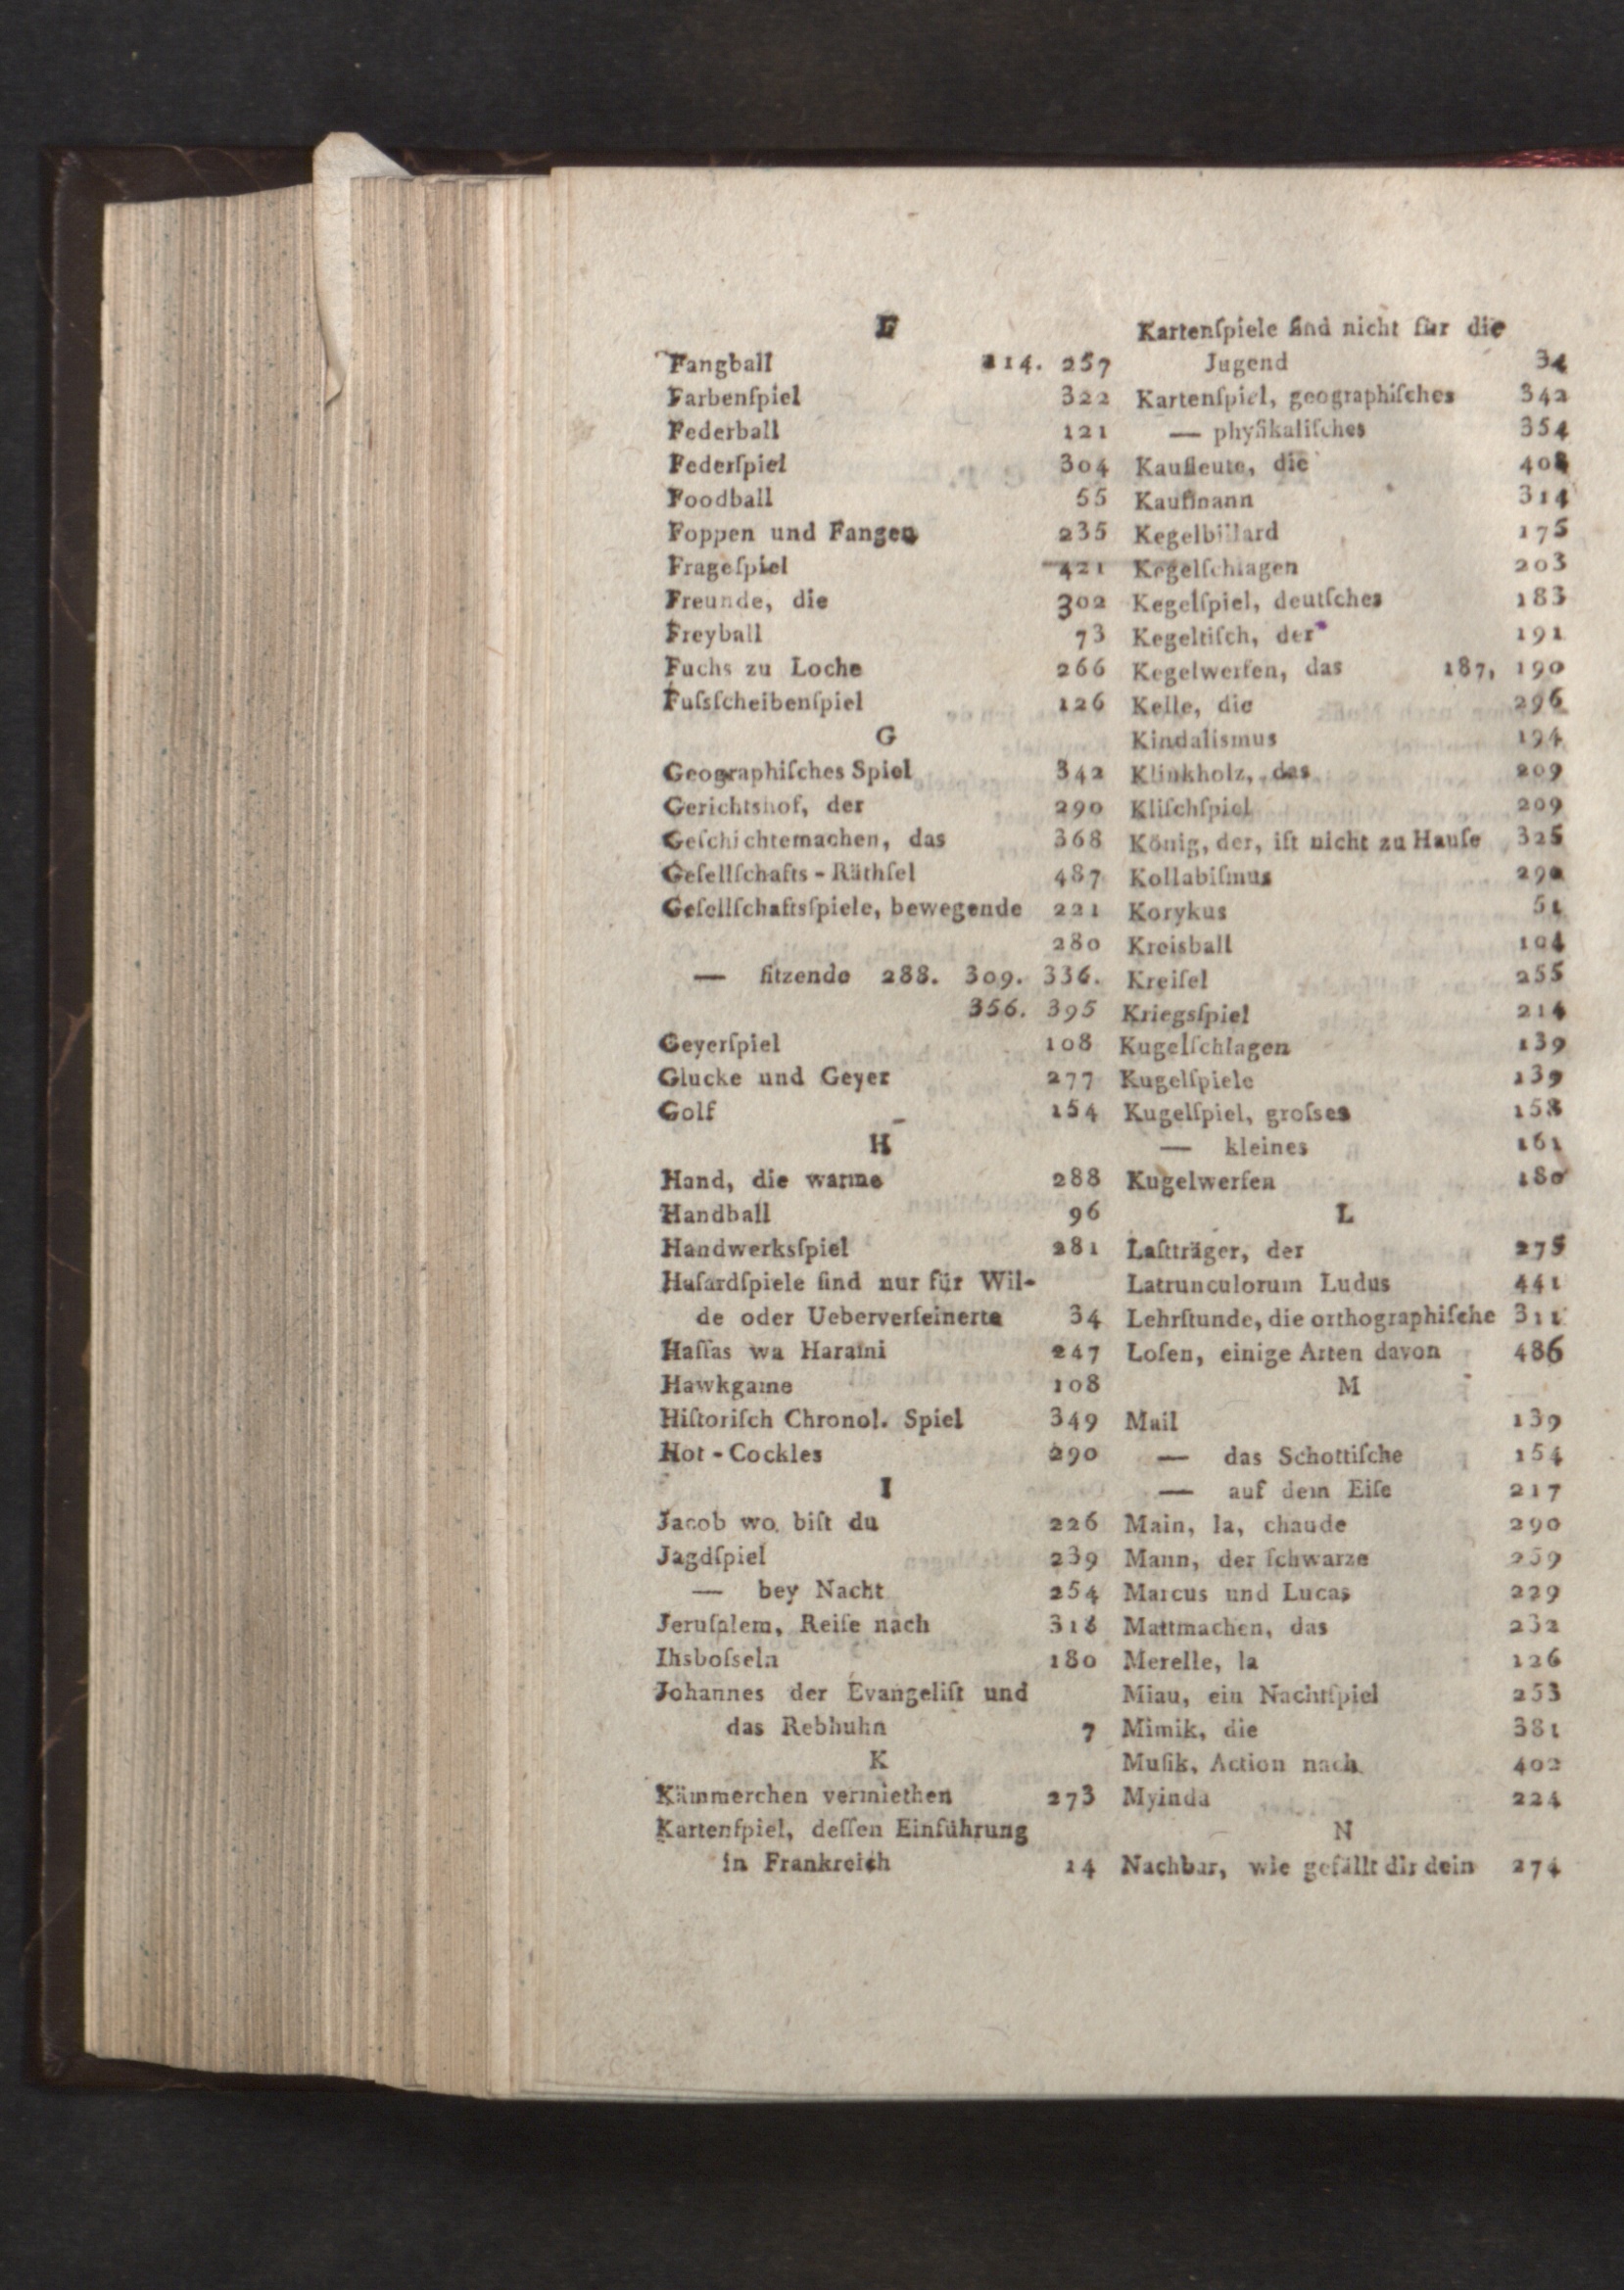 F
Fangball 214. 257
Farbenſpiel 322
Federball 121
Federſpiel 304
Foodball 55
Foppen und Fangen 235
Frageſpiel 421
Freunde, die 302
Freyball 73
Fuchs zu Loche 266
Fuſsſcheibenſpiel 126
G
Geographiſches Spiel 342
Gerichtshof, der 290
Geſchichtemachen, das 368
Geſellſchafts-Räthſel 487
Geſellſchaftsſpiele, bewegende 221
280
— ſitzende 288. 309. 336.
356. 395
Geyerſpiel 108
Glucke und Geyer 277
Golf 154
H
Hand, die warme 288
Handball 96
Handwerksſpiel 281
Haſardſpiele ſind nur für Wil-
de oder Ueberverfeinerte 34
Haſſas wa Haraini 247
Hawkgame 108
Hiſtoriſch Chronol. Spiel 349
Hot-Cockles 290
I
Jacob wo biſt du 226
Jagdſpiel 239
— bey Nacht 254
Jeruſalem, Reiſe nach
Ihsboſseln 180
Johannes der Evangeliſt und
das Rebhuhn 7
K
Kämmerchen vermiethen 273
Kartenſpiel, deſſen Einführung
in Frankreich 14
Kartenſpiele ſind nicht für die
Jugend 34
Kartenſpiel, geographiſches 342
— phyſikaliſches 354
Kaufleute, die 408
Kaufmann 314
Kegelbillard 175
Kegelſchlagen 203
Kegelſpiel, deutſches 183
Kegeltiſch, der 191
Kegelwerfen, das 187, 190
Kelle, die 296
Kindalismus 194
Klinkholz, das 209
Kliſchſpiel 209
König, der, iſt nicht zu Hauſe 325
Kollabiſmus 290
Korykus 51
Kreisball 104
Kreiſel 255
Kriegsſpiel 214
Kugelſchlagen 139
Kugelſpiele 139
Kugelſpiel, groſses 158
— kleines 161
Kugelwerfen 180
L
Laſtträger, der 275
Latrunculorum Ludus 441
Lehrſtunde, die orthographiſche 311
Loſen, einige Arten davon 486
M
Mail 139
— das Schottiſche 154
— auf dem Eiſe 217
Main, la, chaude 290
Mann, der ſchwarze 259
Marcus und Lucas 229
Mattmachen, das 232
Merelle, la 126
Miau, ein Nachtſpiel 253
Mimik, die 381
Muſik, Action nach 402
Myinda 224
N
Nachbar, wie gefällt dir dein 274